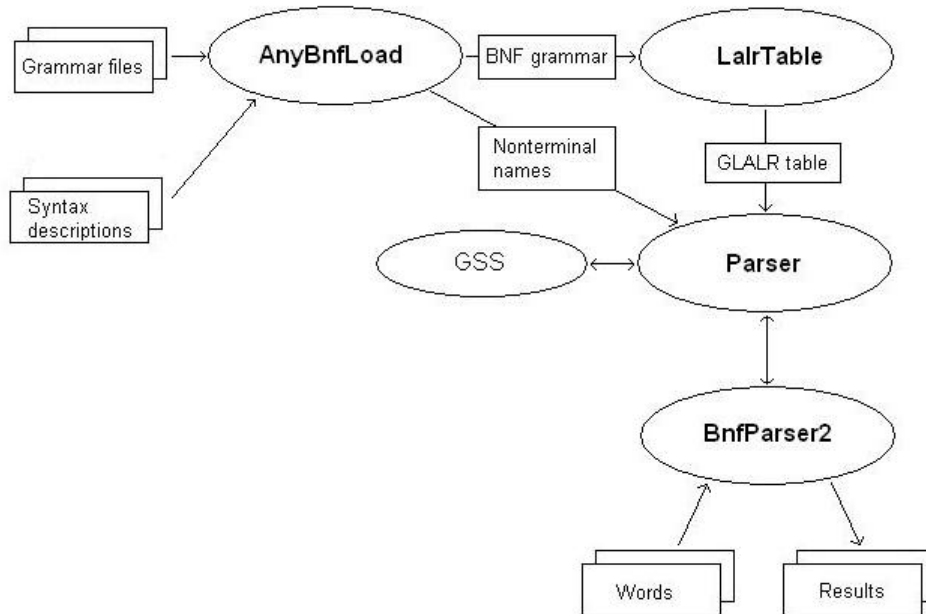 Grammar files
AnyBnfLoad
BNF grammar
LalrTable
Nonterminal
names
GLALR table
Syntax
descriptions
GSS
Parser
BnfParser2
Words
Results